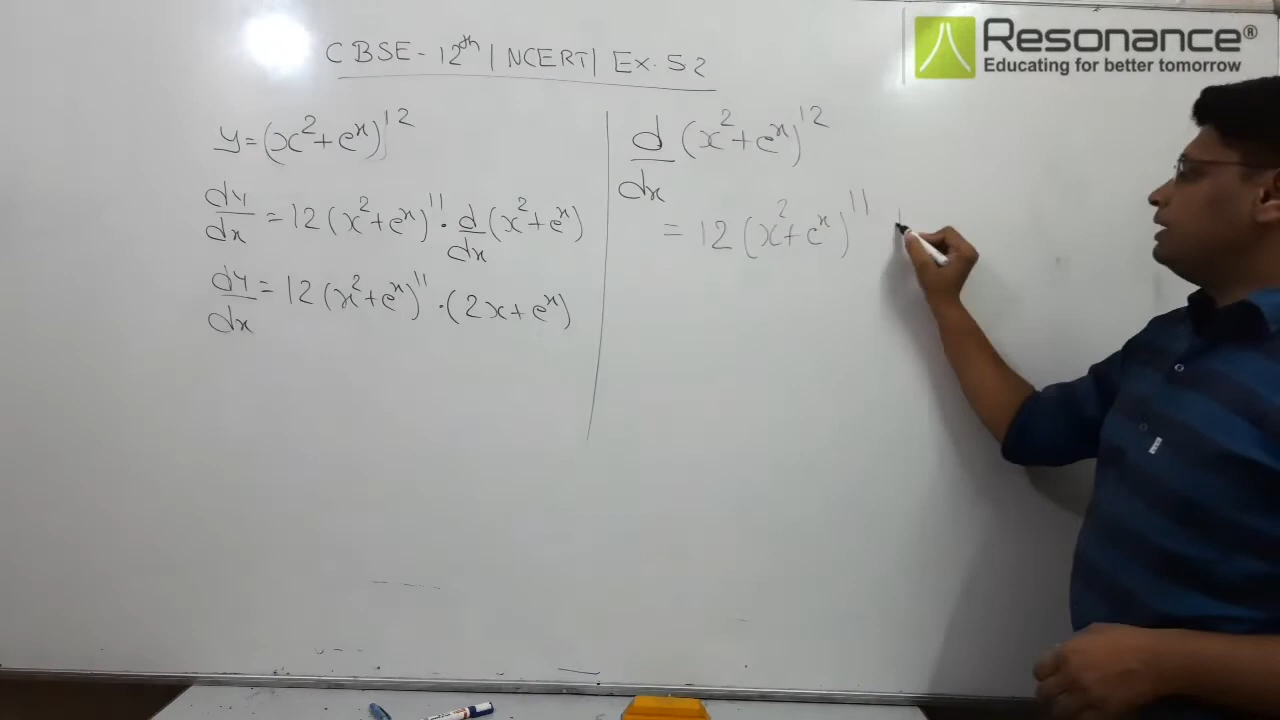 CBSE - 12th | NCERT | Ex. 5.2
Resonance®
Educating for better tomorrow
y = (x² + eˣ)¹²
dy/dx = 12 (x² + eˣ)¹¹ · d/dx (x² + eˣ)
dy/dx = 12 (x² + eˣ)¹¹ · (2x + eˣ)
d/dx (x² + eˣ)¹²
= 12 (x² + eˣ)¹¹